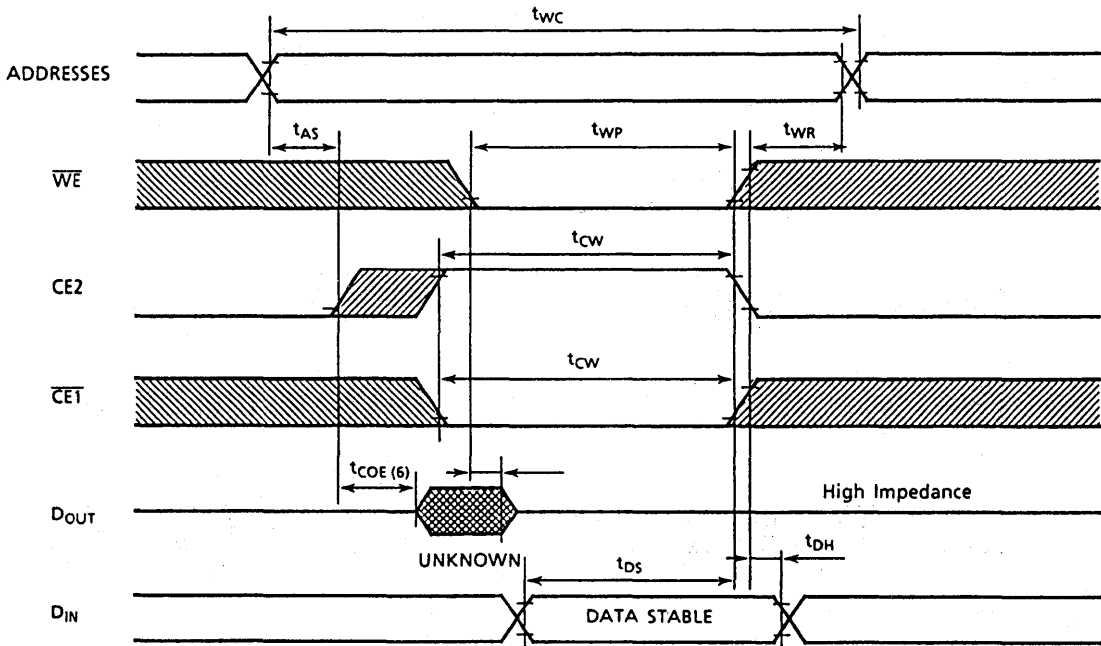 tWC
ADDRESSES
tAS
tWP
tWR
WE
tCW
CE2
tCW
CE1
tCOE (6)
High Impedance
DOUT
UNKNOWN
tDH
tDS
DIN
DATA STABLE